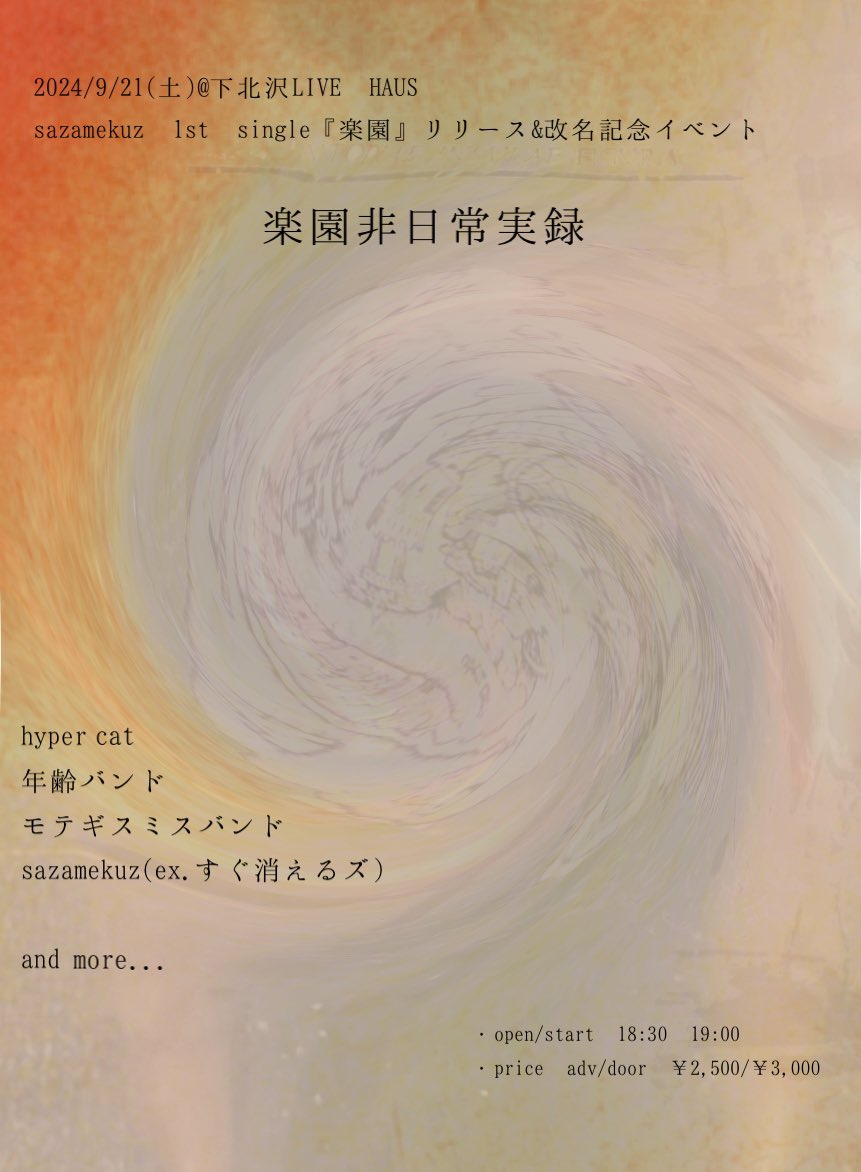 2024/9/21(土)@下北沢LIVE HAUS
sazamekuz 1st single『楽園』リリース&改名記念イベント
楽園非日常実録
hyper cat
年齢バンド
モテギスミスバンド
sazamekuz(ex.すぐ消えるズ)
and more...
・open/start 18:30 19:00
・price adv/door ¥2,500/¥3,000